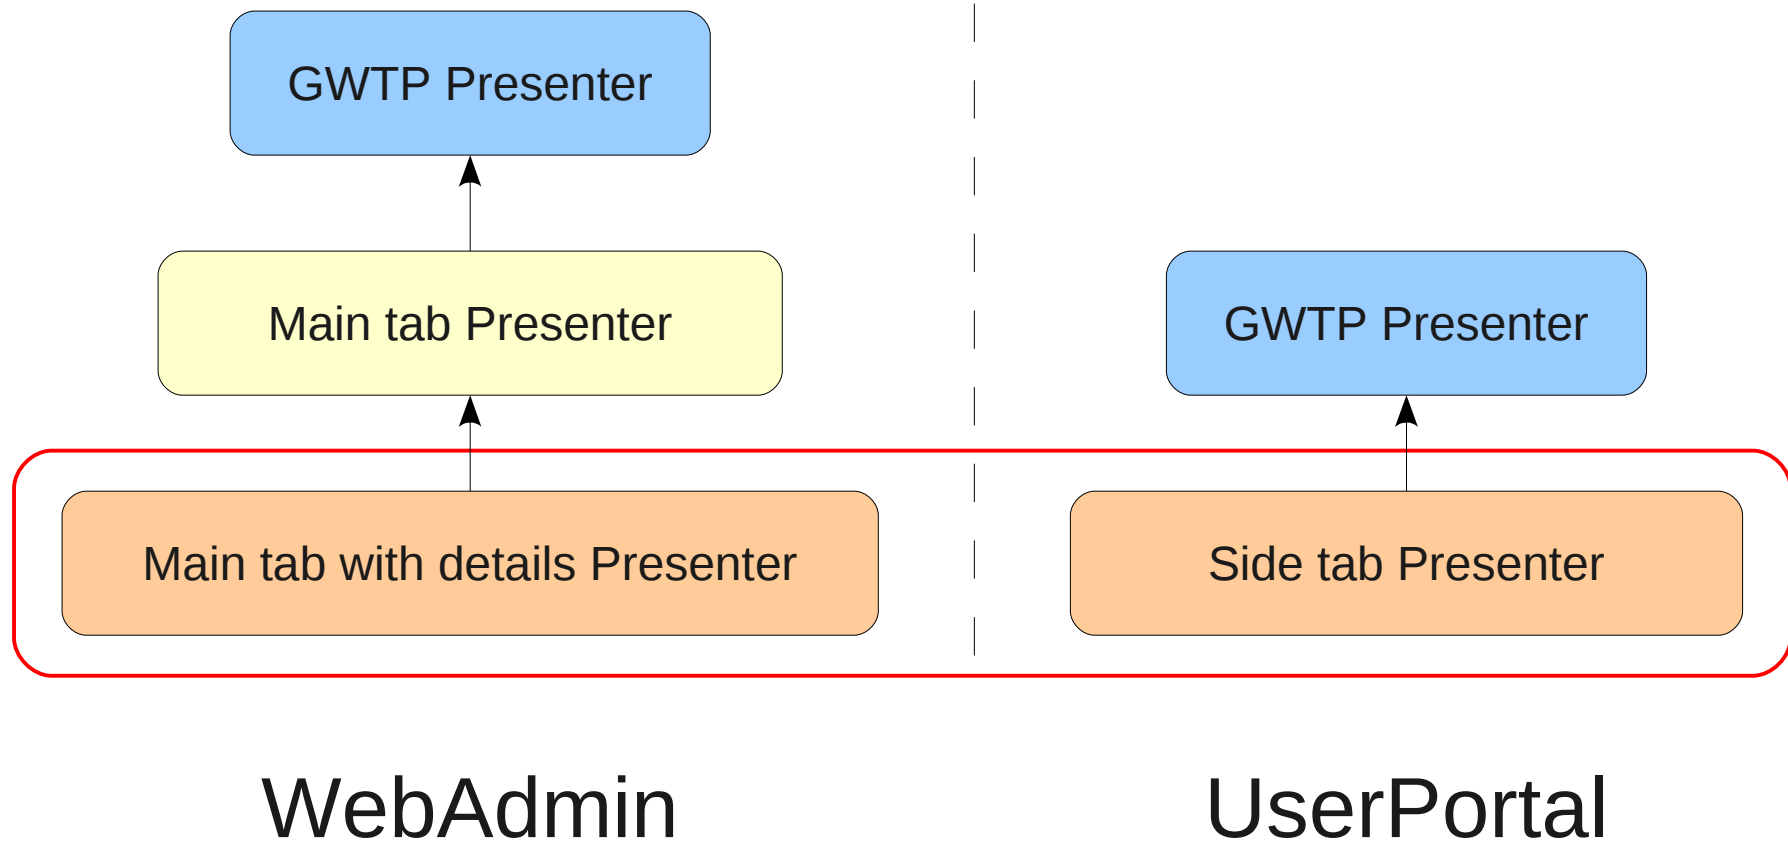 GWTP Presenter
Main tab Presenter
GWTP Presenter
Main tab with details Presenter
Side tab Presenter
WebAdmin
UserPortal